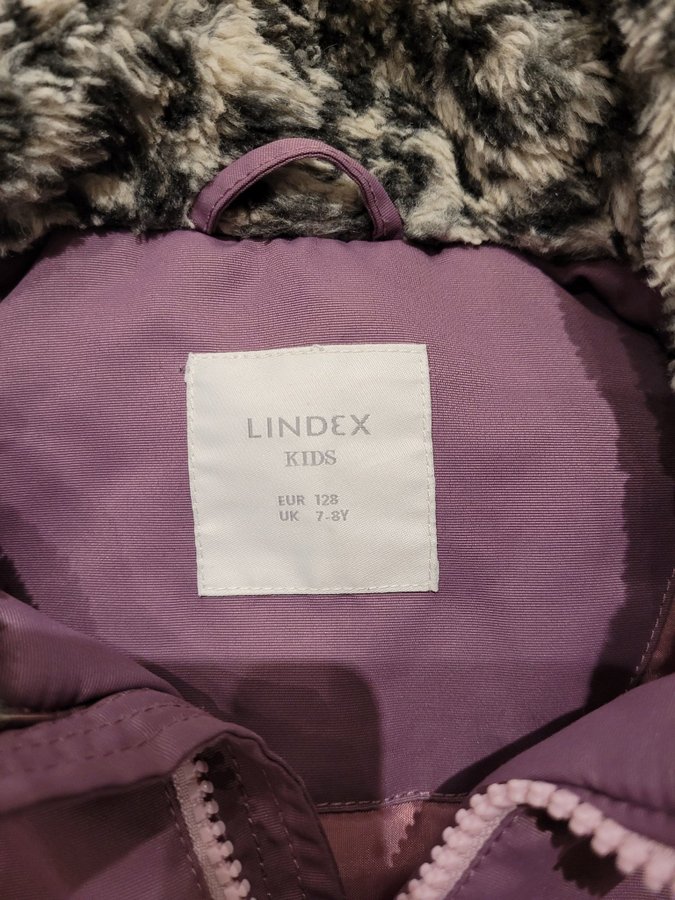 LINDEX
KIDS
EUR 128
UK 7-8Y